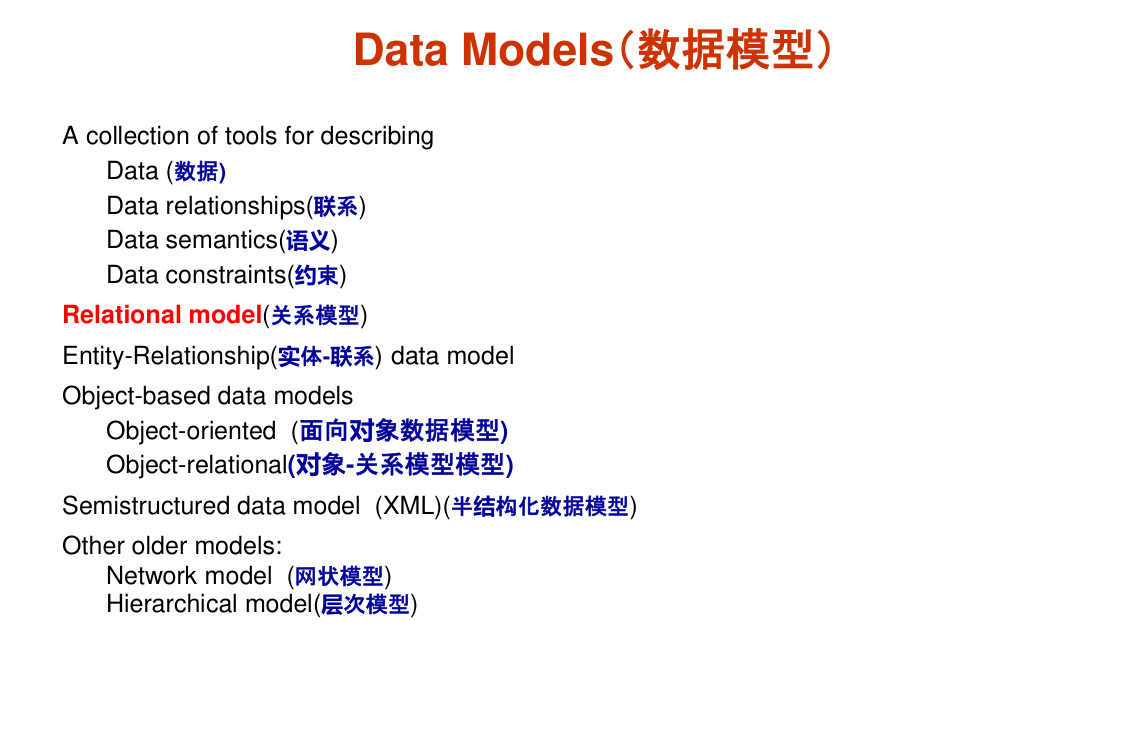 Data Models（数据模型）
A collection of tools for describing
Data (数据)
Data relationships(联系)
Data semantics(语义)
Data constraints(约束)
Relational model(关系模型)
Entity-Relationship(实体-联系) data model
Object-based data models
Object-oriented  (面向对象数据模型)
Object-relational(对象-关系模型模型)
Semistructured data model  (XML)(半结构化数据模型)
Other older models:
Network model  (网状模型)
Hierarchical model(层次模型)